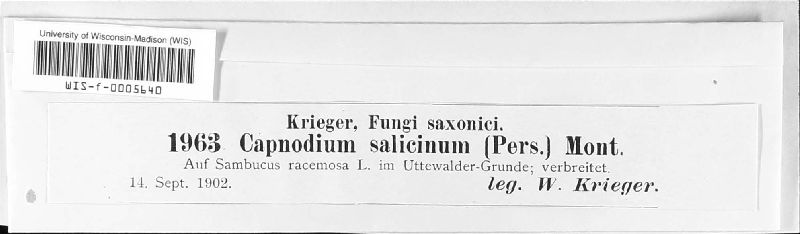 University of Wisconsin-Madison (WIS)
WIS-f-0005640
Krieger, Fungi saxonici.
1963 Capnodium salicinum (Pers.) Mont.
Auf Sambucus racemosa L. im Uttewalder-Grunde; verbreitet.
14. Sept. 1902.
leg. W. Krieger.